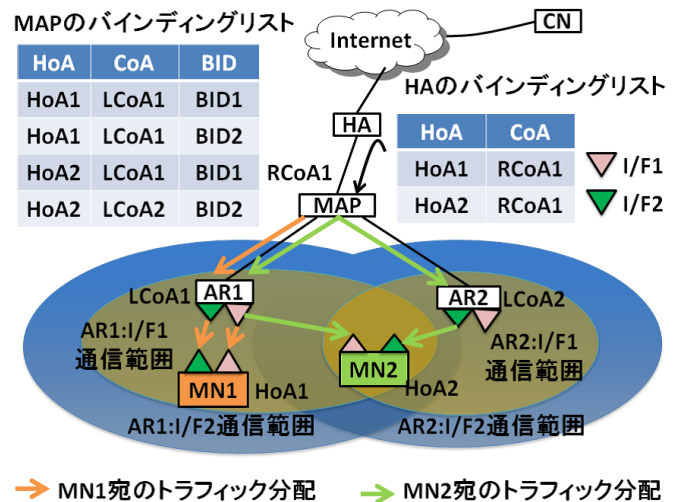 MAPのバインディングリスト
Internet
CN
HoA CoA BID
HoA1 LCoA1 BID1
HoA1 LCoA1 BID2
HoA2 LCoA1 BID1
HoA2 LCoA2 BID2
HAのバインディングリスト
HA
HoA CoA
HoA1 RCoA1
HoA2 RCoA1
I/F1
I/F2
RCoA1
MAP
LCoA1
AR1
AR2
LCoA2
AR1:I/F1
通信範囲
AR2:I/F1
通信範囲
MN1
HoA1
MN2
HoA2
AR1:I/F2通信範囲
AR2:I/F2通信範囲
MN1宛のトラフィック分配
MN2宛のトラフィック分配